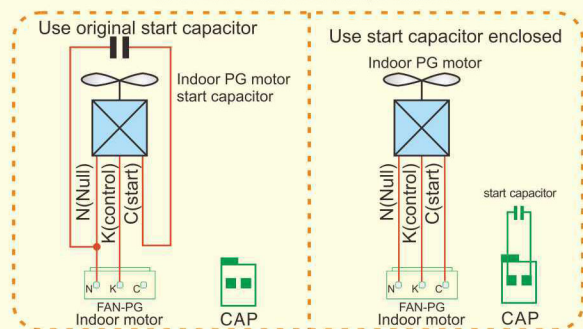 Use original start capacitor
Indoor PG motor
start capacitor
N(Null)
K(control)
C(start)
N K C
FAN-PG
Indoor motor
CAP
Use start capacitor enclosed
Indoor PG motor
N(Null)
K(control)
C(start)
start capacitor
N K C
FAN-PG
Indoor motor
CAP